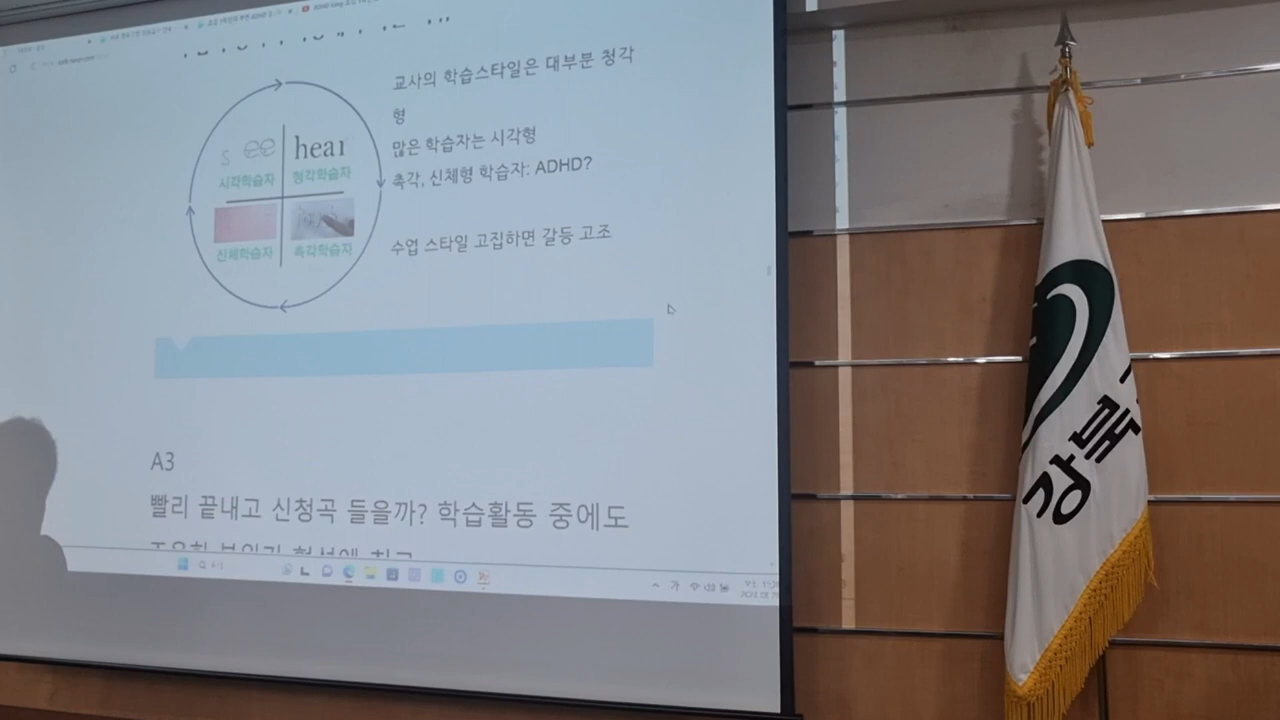 교사의 학습스타일은 대부분 청각
형
많은 학습자는 시각형
촉각, 신체형 학습자: ADHD?
수업 스타일 고집하면 갈등 고조
see
hear
시각학습자
청각학습자
신체학습자
촉각학습자
A3
빨리 끝내고 신청곡 들을까? 학습활동 중에도
강북